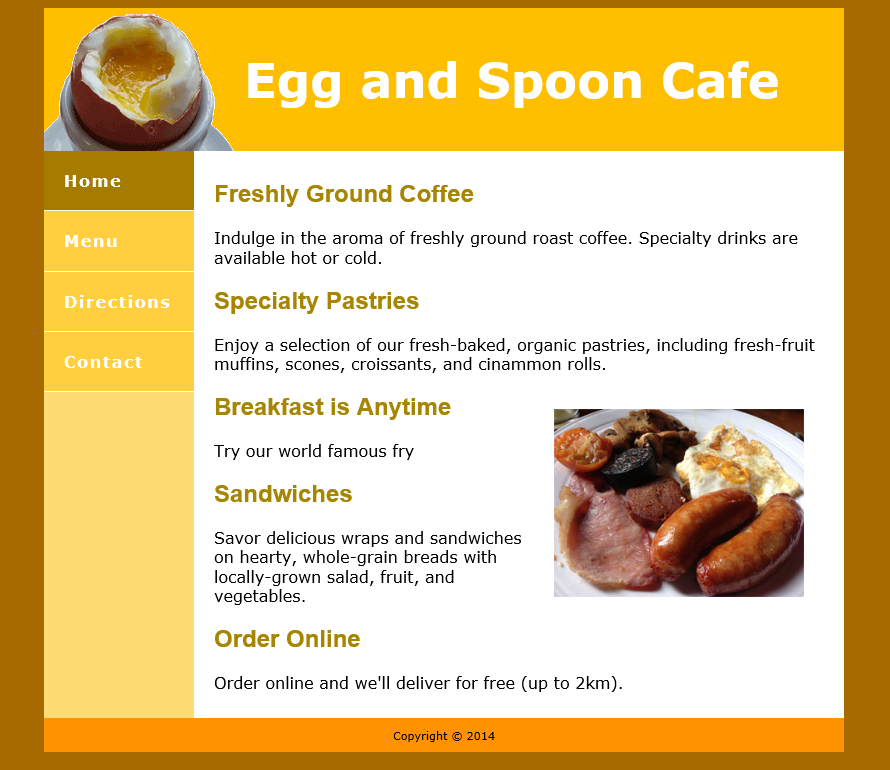 Egg and Spoon Cafe
Home
Menu
Directions
Contact
Freshly Ground Coffee
Indulge in the aroma of freshly ground roast coffee. Specialty drinks are
available hot or cold.
Specialty Pastries
Enjoy a selection of our fresh-baked, organic pastries, including fresh-fruit
muffins, scones, croissants, and cinammon rolls.
Breakfast is Anytime
Try our world famous fry
Sandwiches
Savor delicious wraps and sandwiches
on hearty, whole-grain breads with
locally-grown salad, fruit, and
vegetables.
Order Online
Order online and we'll deliver for free (up to 2km).
Copyright © 2014